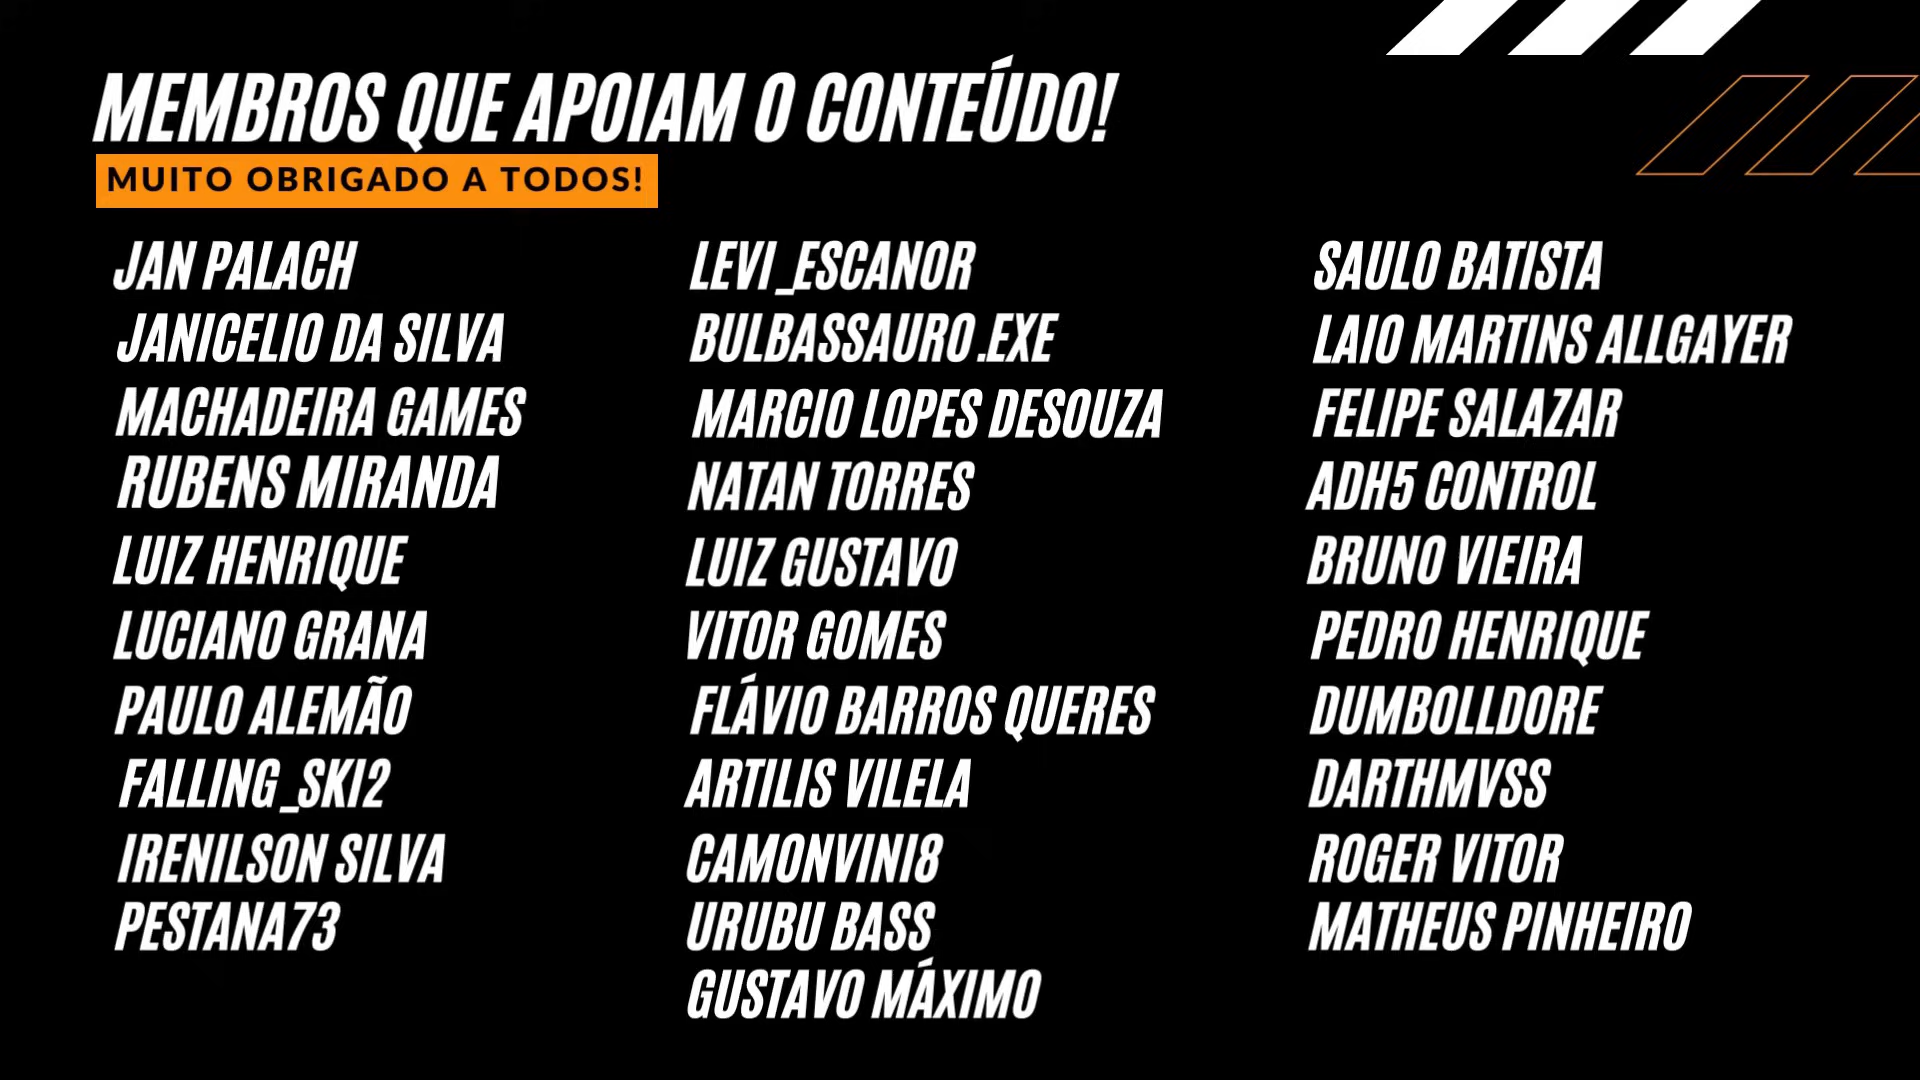 MEMBROS QUE APOIAM O CONTEÚDO!
MUITO OBRIGADO A TODOS!
JAN PALACH
JANICELIO DA SILVA
MACHADEIRA GAMES
RUBENS MIRANDA
LUIZ HENRIQUE
LUCIANO GRANA
PAULO ALEMÃO
FALLING_SKI2
IRENILSON SILVA
PESTANA73
LEVI_ESCANOR
BULBASSAURO.EXE
MARCIO LOPES DESOUZA
NATAN TORRES
LUIZ GUSTAVO
VITOR GOMES
FLÁVIO BARROS QUERES
ARTILIS VILELA
CAMONVINI8
URUBU BASS
GUSTAVO MÁXIMO
SAULO BATISTA
LAIO MARTINS ALLGAYER
FELIPE SALAZAR
ADH5 CONTROL
BRUNO VIEIRA
PEDRO HENRIQUE
DUMBOLLDORE
DARTHMVSS
ROGER VITOR
MATHEUS PINHEIRO